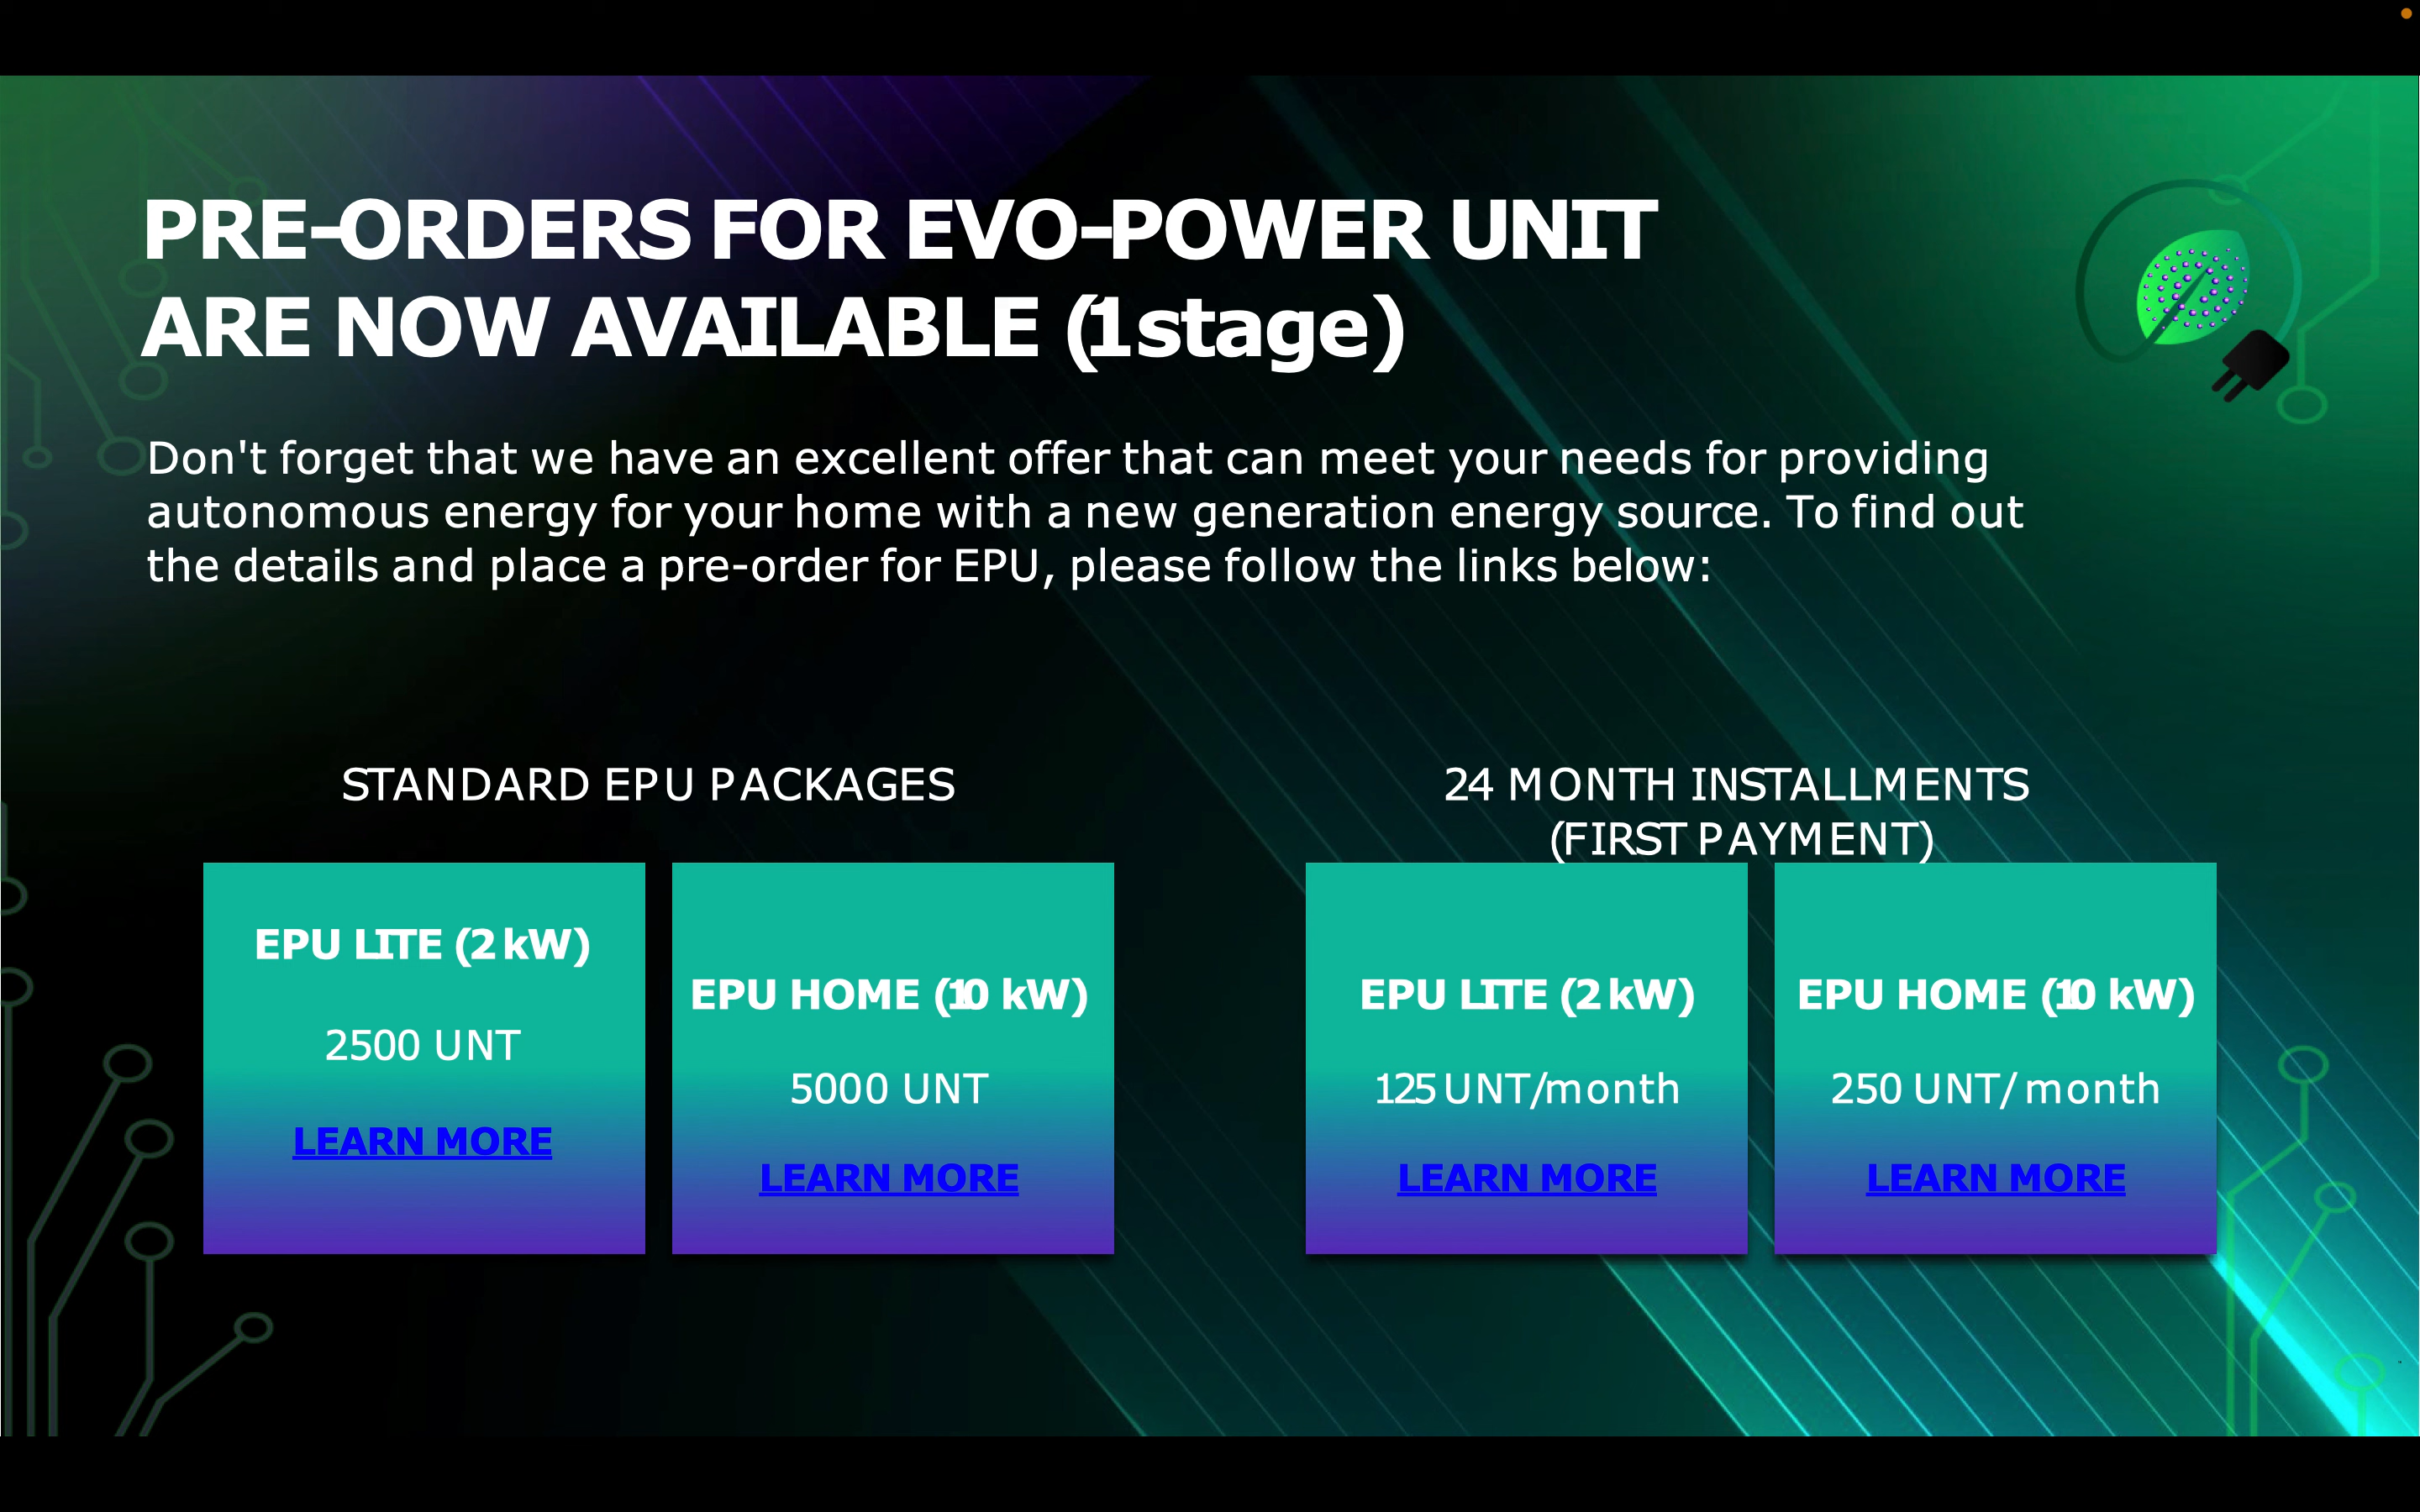 PRE-ORDERS FOR EVO-POWER UNIT
ARE NOW AVAILABLE (1stage)
Don't forget that we have an excellent offer that can meet your needs for providing
autonomous energy for your home with a new generation energy source. To find out
the details and place a pre-order for EPU, please follow the links below:
STANDARD EPU PACKAGES
EPU LITE (2 kW)
2500 UNT
LEARN MORE
EPU HOME (10 kW)
5000 UNT
LEARN MORE
24 MONTH INSTALLMENTS
(FIRST PAYMENT)
EPU LITE (2 kW)
125 UNT/month
LEARN MORE
EPU HOME (10 kW)
250 UNT/ month
LEARN MORE